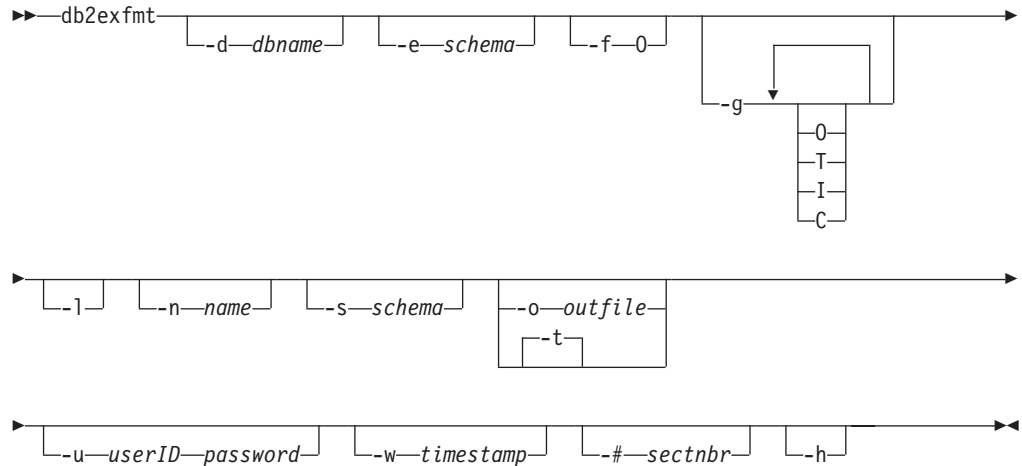 db2exfmt -d dbname -e schema -f O -g
O
T
I
C
-l -n name -s schema -o outfile
-t
-u userID password -w timestamp -# sectnbr -h